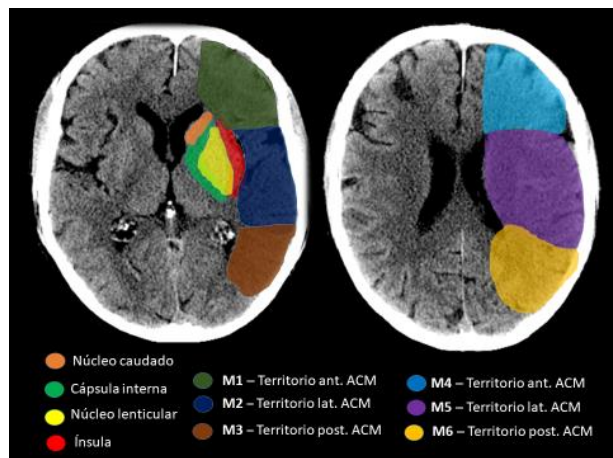 Núcleo caudado
Cápsula interna
Núcleo lenticular
Ínsula
M1 – Territorio ant. ACM
M2 – Territorio lat. ACM
M3 – Territorio post. ACM
M4 – Territorio ant. ACM
M5 – Territorio lat. ACM
M6 – Territorio post. ACM